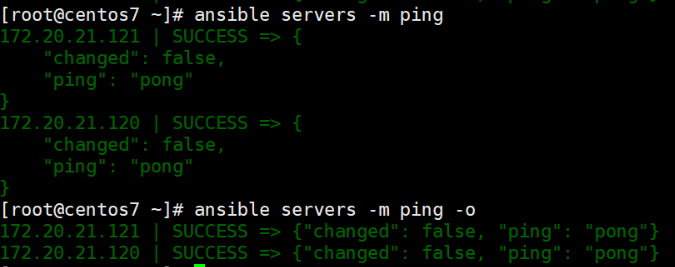 [root@centos7 ~]# ansible servers -m ping
172.20.21.121 | SUCCESS => {
    "changed": false,
    "ping": "pong"
}
172.20.21.120 | SUCCESS => {
    "changed": false,
    "ping": "pong"
}
[root@centos7 ~]# ansible servers -m ping -o
172.20.21.121 | SUCCESS => {"changed": false, "ping": "pong"}
172.20.21.120 | SUCCESS => {"changed": false, "ping": "pong"}